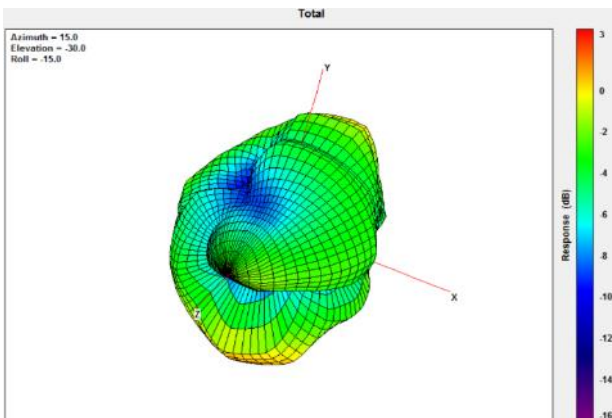 Total
Azimuth = 15.0
Elevation = -30.0
Roll = -15.0
Y
X
Z
3
0
-2
-4
-6
-8
-10
-12
-14
-16
Response (dB)